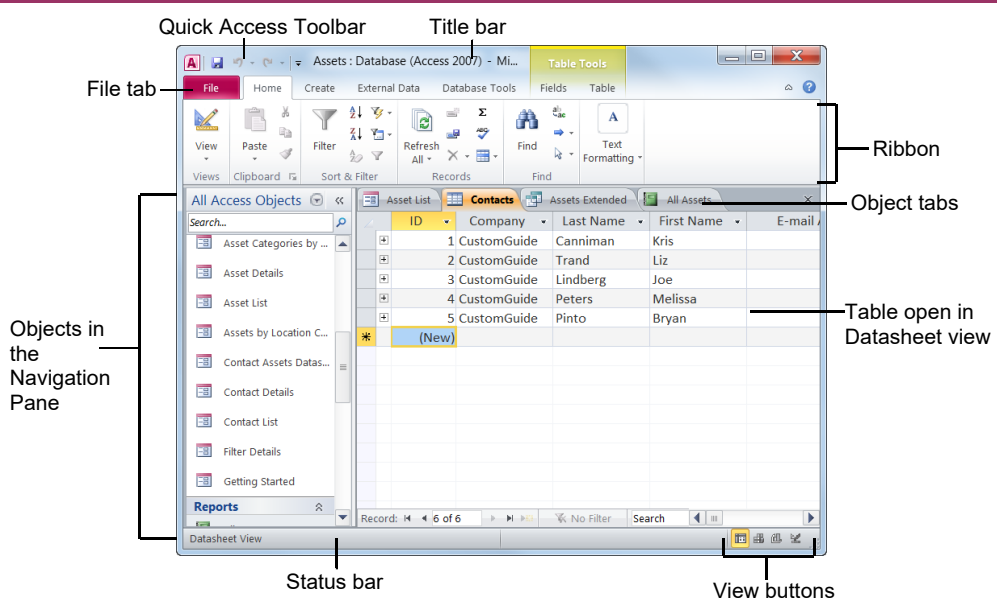 Quick Access Toolbar
Title bar
Assets : Database (Access 2007) - Mi...
Table Tools
File tab
File
Home
Create
External Data
Database Tools
Fields
Table
View
Paste
Filter
Refresh
All
Find
Text
Formatting
Views
Clipboard
Sort & Filter
Records
Find
Ribbon
All Access Objects
Search...
Asset Categories by ...
Asset Details
Asset List
Assets by Location C...
Contact Assets Datas...
Contact Details
Contact List
Filter Details
Getting Started
Reports
Asset List
Contacts
Assets Extended
All Assets
Object tabs
ID Company Last Name First Name E-mail A
1 CustomGuide Canniman Kris
2 CustomGuide Trand Liz
3 CustomGuide Lindberg Joe
4 CustomGuide Peters Melissa
5 CustomGuide Pinto Bryan
(New)
Table open in
Datasheet view
Objects in
the
Navigation
Pane
Record: 6 of 6 No Filter Search
Datasheet View
Status bar
View buttons